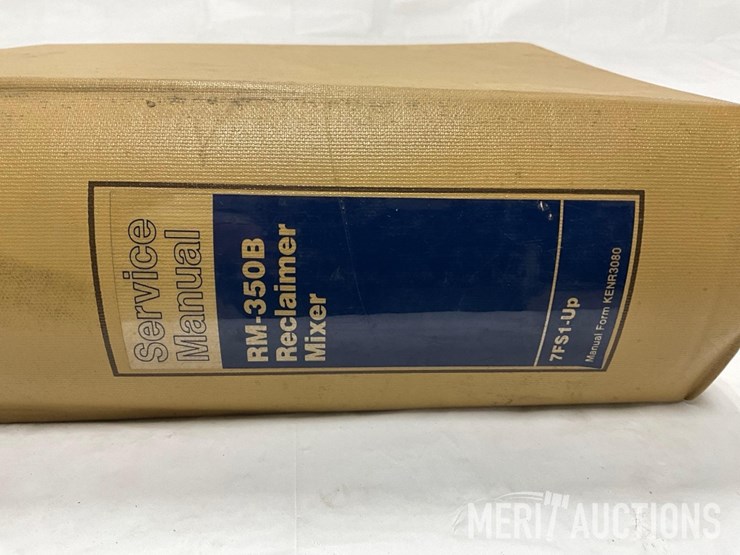 Service
Manual
RM-350B
Reclaimer
Mixer
7FS1-Up
Manual Form KENR3080
MERIT AUCTIONS